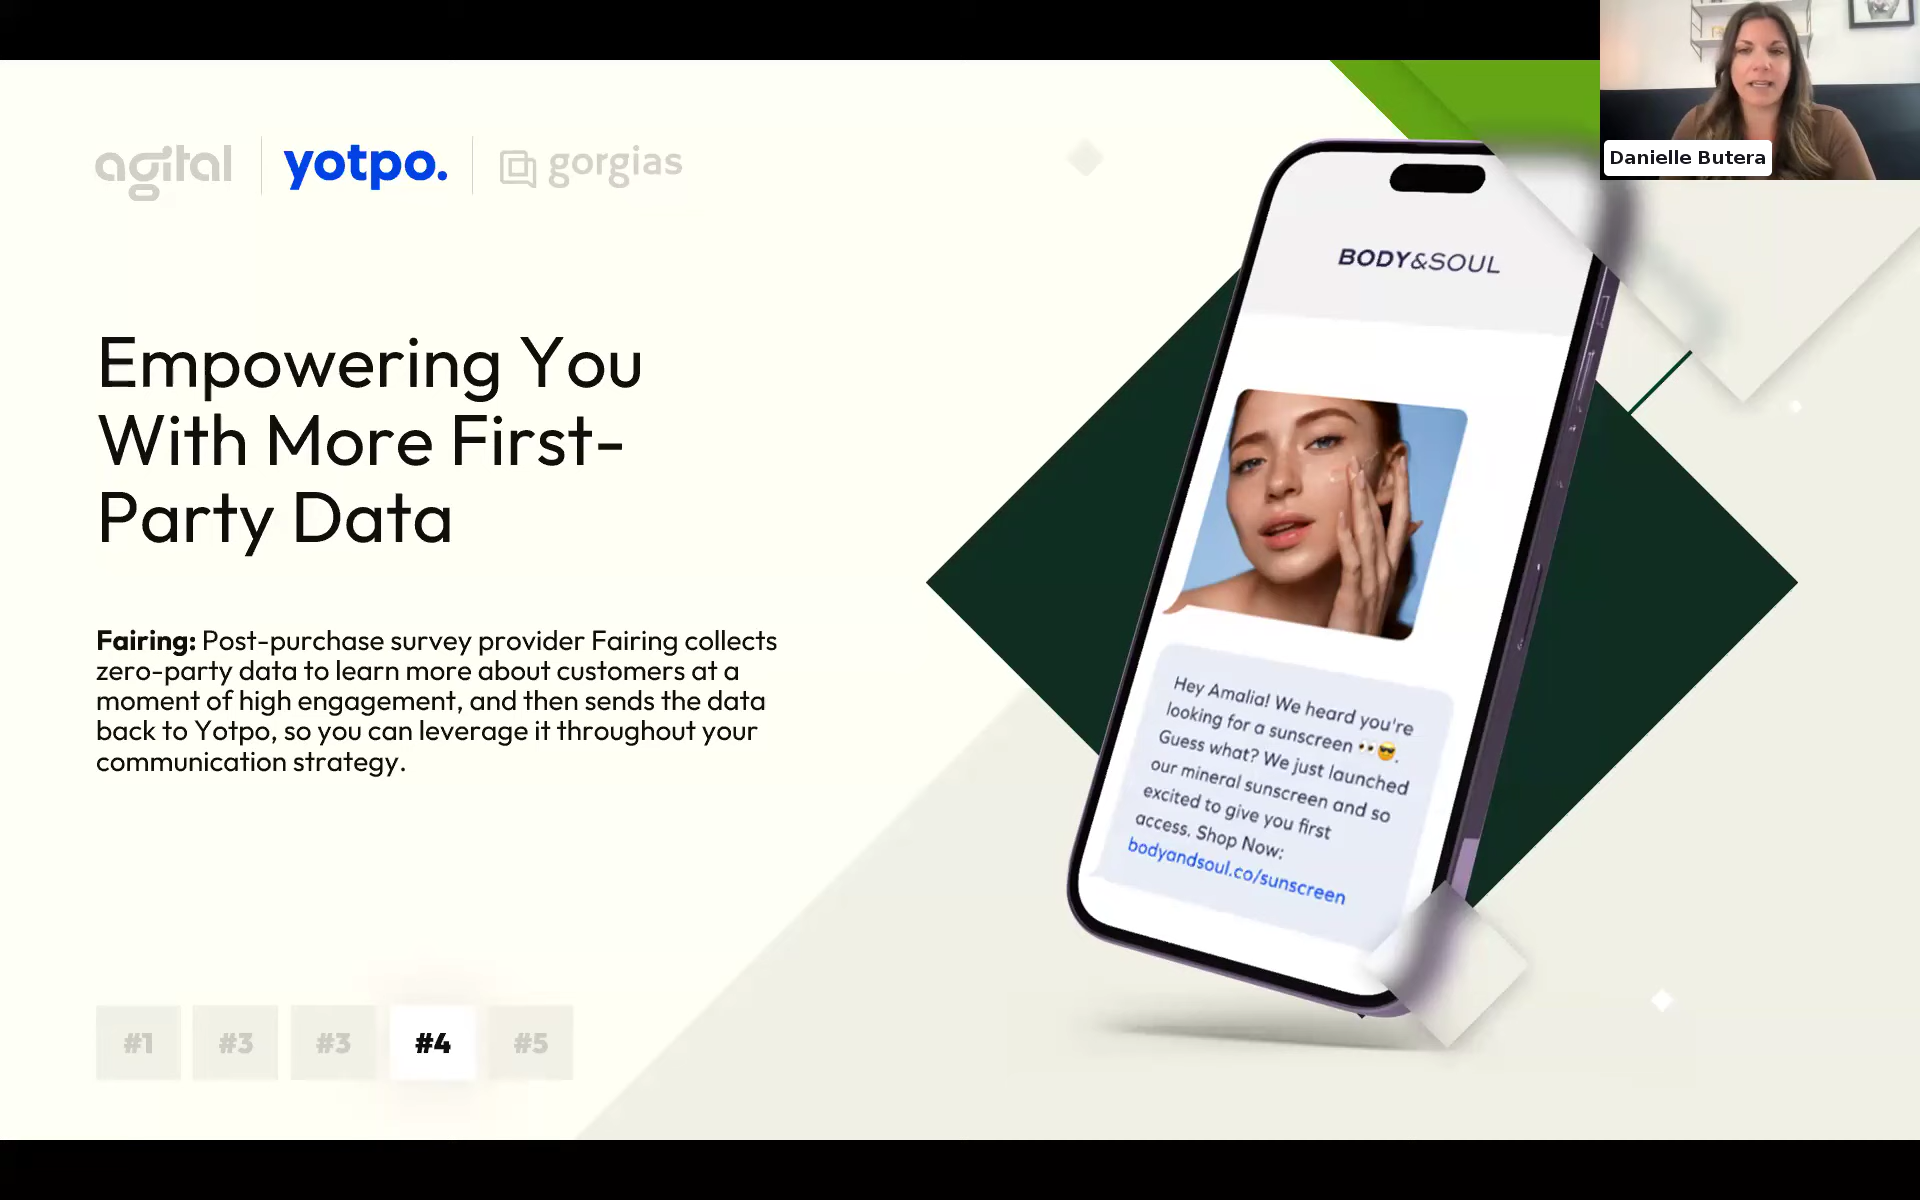 Danielle Butera
agital
yotpo.
gorgias
Empowering You
With More First-
Party Data
Fairing: Post-purchase survey provider Fairing collects
zero-party data to learn more about customers at a
moment of high engagement, and then sends the data
back to Yotpo, so you can leverage it throughout your
communication strategy.
BODY&SOUL
Hey Amalia! We heard you're
looking for a sunscreen 👀😎.
Guess what? We just launched
our mineral sunscreen and so
excited to give you first
access. Shop Now:
bodyandsoul.co/sunscreen
#1
#3
#3
#4
#5